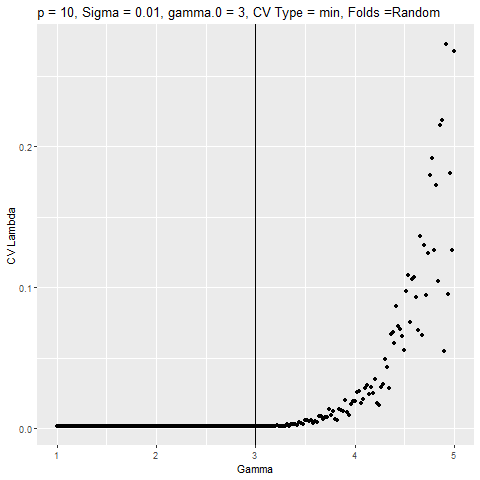 p = 10, Sigma = 0.01, gamma.0 = 3, CV Type = min, Folds =Random
0.2
0.1
0.0
CV Lambda
1 2 3 4 5
Gamma